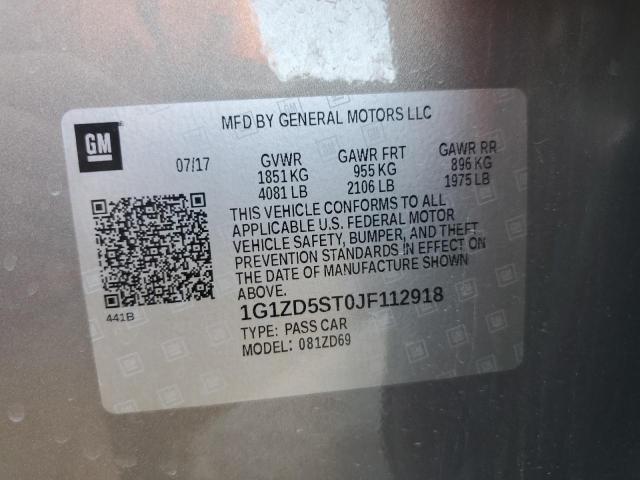 GM
MFD BY GENERAL MOTORS LLC
07/17
GVWR GAWR FRT GAWR RR
1851 KG 955 KG 896 KG
4081 LB 2106 LB 1975 LB
THIS VEHICLE CONFORMS TO ALL
APPLICABLE U.S. FEDERAL MOTOR
VEHICLE SAFETY, BUMPER, AND THEFT
PREVENTION STANDARDS IN EFFECT ON
THE DATE OF MANUFACTURE SHOWN
ABOVE.
441B
1G1ZD5ST0JF112918
TYPE: PASS CAR
MODEL: 081ZD69